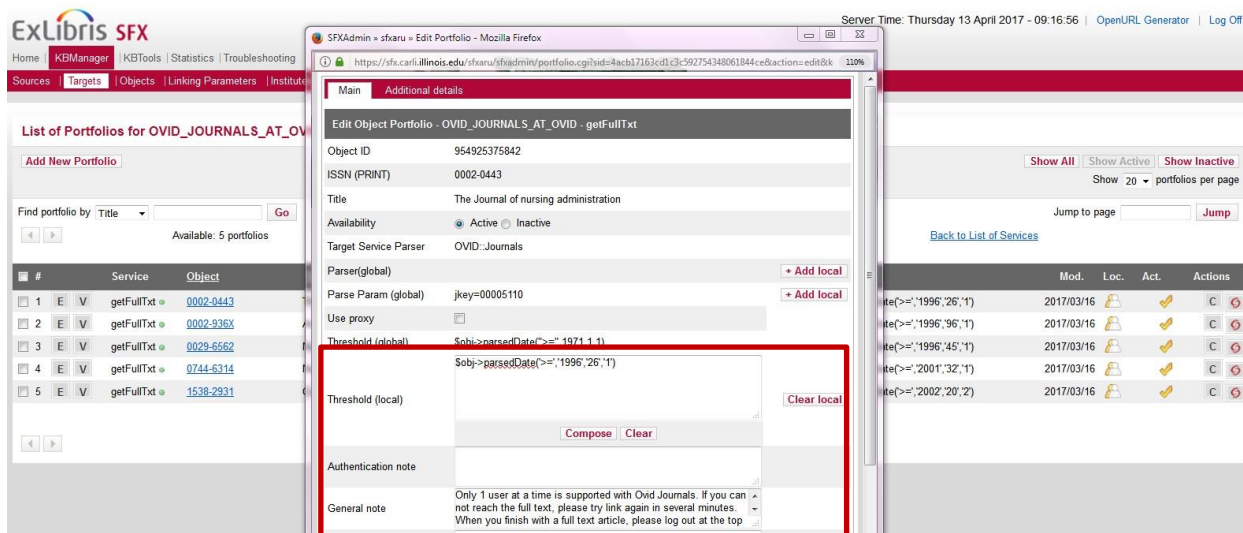 Server Time: Thursday 13 April 2017 - 09:16:56 | OpenURL Generator | Log Off
ExLibris SFX
Home | KBManager | KBTools | Statistics | Troubleshooting
Sources | Targets | Objects | Linking Parameters | Institute
List of Portfolios for OVID_JOURNALS_AT_OV
Add New Portfolio
Show All Show Active Show Inactive
Show 20 portfolios per page
Find portfolio by Title Go
Jump to page Jump
Available: 5 portfolios
Back to List of Services
# Service Object Mod. Loc. Act. Actions
1 E V getFullTxt 0002-0443 ate('>=','1996','26','1') 2017/03/16 C
2 E V getFullTxt 0002-936X ate('>=','1996','96','1') 2017/03/16 C
3 E V getFullTxt 0029-6562 ate('>=','1996','45','1') 2017/03/16 C
4 E V getFullTxt 0744-6314 ate('>=','2001','32','1') 2017/03/16 C
5 E V getFullTxt 1538-2931 ate('>=','2002','20','2') 2017/03/16 C
SFXAdmin » sfxaru » Edit Portfolio - Mozilla Firefox
https://sfx.carli.illinois.edu/sfxaru/sfxadmin/portfolio.cgi?sid=4acb17163cd1c3c592754348061844ce&action=edit&k 110%
Main Additional details
Edit Object Portfolio - OVID_JOURNALS_AT_OVID - getFullTxt
Object ID 954925375842
ISSN (PRINT) 0002-0443
Title The Journal of nursing administration
Availability Active Inactive
Target Service Parser OVID::Journals
Parser(global) + Add local
Parse Param (global) jkey=00005110 + Add local
Use proxy
Threshold (global) $obj->parsedDate(">=",1971,1,1)
$obj->parsedDate('>=','1996','26','1')
Threshold (local) Clear local
Compose Clear
Authentication note
General note
Only 1 user at a time is supported with Ovid Journals. If you can
not reach the full text, please try link again in several minutes.
When you finish with a full text article, please log out at the top